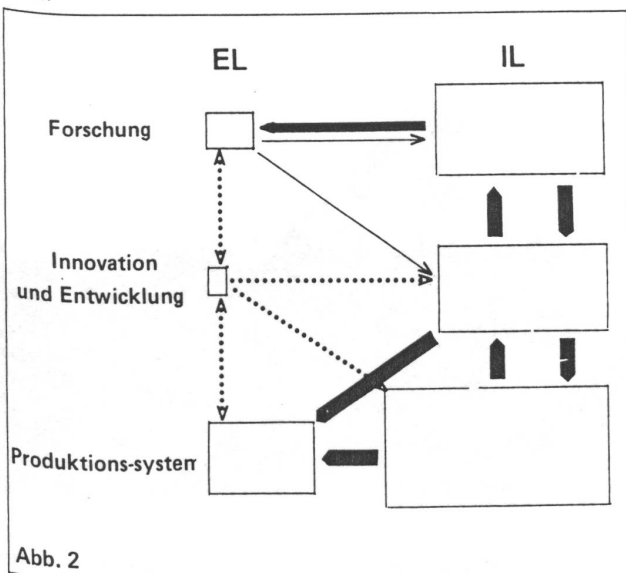 EL IL
Forschung
Innovation
und Entwicklung
Produktions-system
Abb. 2